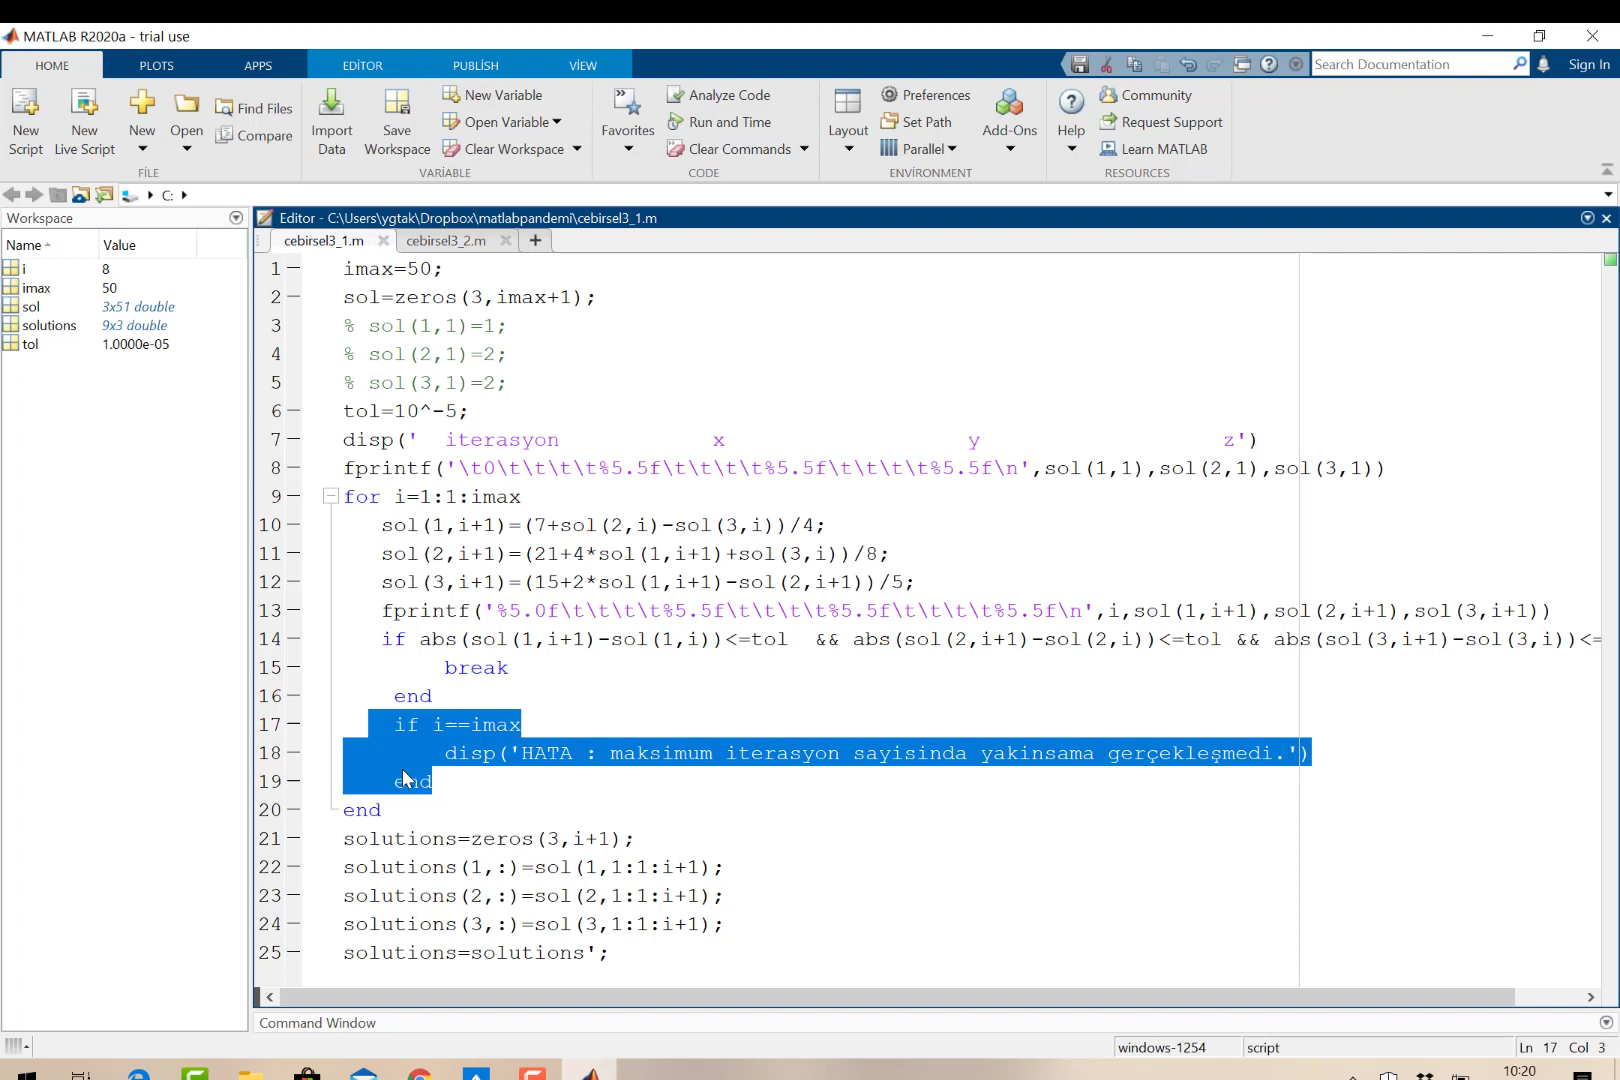 MATLAB R2020a - trial use
HOME PLOTS APPS EDİTOR PUBLİSH VİEW Search Documentation Sign In
New Script
New Live Script
New
Open
Find Files
Compare
FİLE
Import Data
Save Workspace
New Variable
Open Variable
Clear Workspace
VARİABLE
Favorites
Analyze Code
Run and Time
Clear Commands
CODE
Layout
Preferences
Set Path
Parallel
Add-Ons
ENVİRONMENT
Help
Community
Request Support
Learn MATLAB
RESOURCES
C:
Workspace
Name Value
i 8
imax 50
sol 3x51 double
solutions 9x3 double
tol 1.0000e-05
Editor - C:\Users\ygtak\Dropbox\matlabpandemi\cebirsel3_1.m
cebirsel3_1.m cebirsel3_2.m
1 imax=50;
2 sol=zeros(3,imax+1);
3 % sol(1,1)=1;
4 % sol(2,1)=2;
5 % sol(3,1)=2;
6 tol=10^-5;
7 disp('  iterasyon            x                   y                   z')
8 fprintf('\t0\t\t\t\t%5.5f\t\t\t\t%5.5f\t\t\t\t%5.5f\n',sol(1,1),sol(2,1),sol(3,1))
9 for i=1:1:imax
10 sol(1,i+1)=(7+sol(2,i)-sol(3,i))/4;
11 sol(2,i+1)=(21+4*sol(1,i+1)+sol(3,i))/8;
12 sol(3,i+1)=(15+2*sol(1,i+1)-sol(2,i+1))/5;
13 fprintf('%5.0f\t\t\t\t%5.5f\t\t\t\t%5.5f\t\t\t\t%5.5f\n',i,sol(1,i+1),sol(2,i+1),sol(3,i+1))
14 if abs(sol(1,i+1)-sol(1,i))<=tol  && abs(sol(2,i+1)-sol(2,i))<=tol && abs(sol(3,i+1)-sol(3,i))<=
15 break
16 end
17 if i==imax
18 disp('HATA : maksimum iterasyon sayisinda yakinsama gerçekleşmedi.')
19 end
20 end
21 solutions=zeros(3,i+1);
22 solutions(1,:)=sol(1,1:1:i+1);
23 solutions(2,:)=sol(2,1:1:i+1);
24 solutions(3,:)=sol(3,1:1:i+1);
25 solutions=solutions';
Command Window
windows-1254 script Ln 17 Col 3
10:20